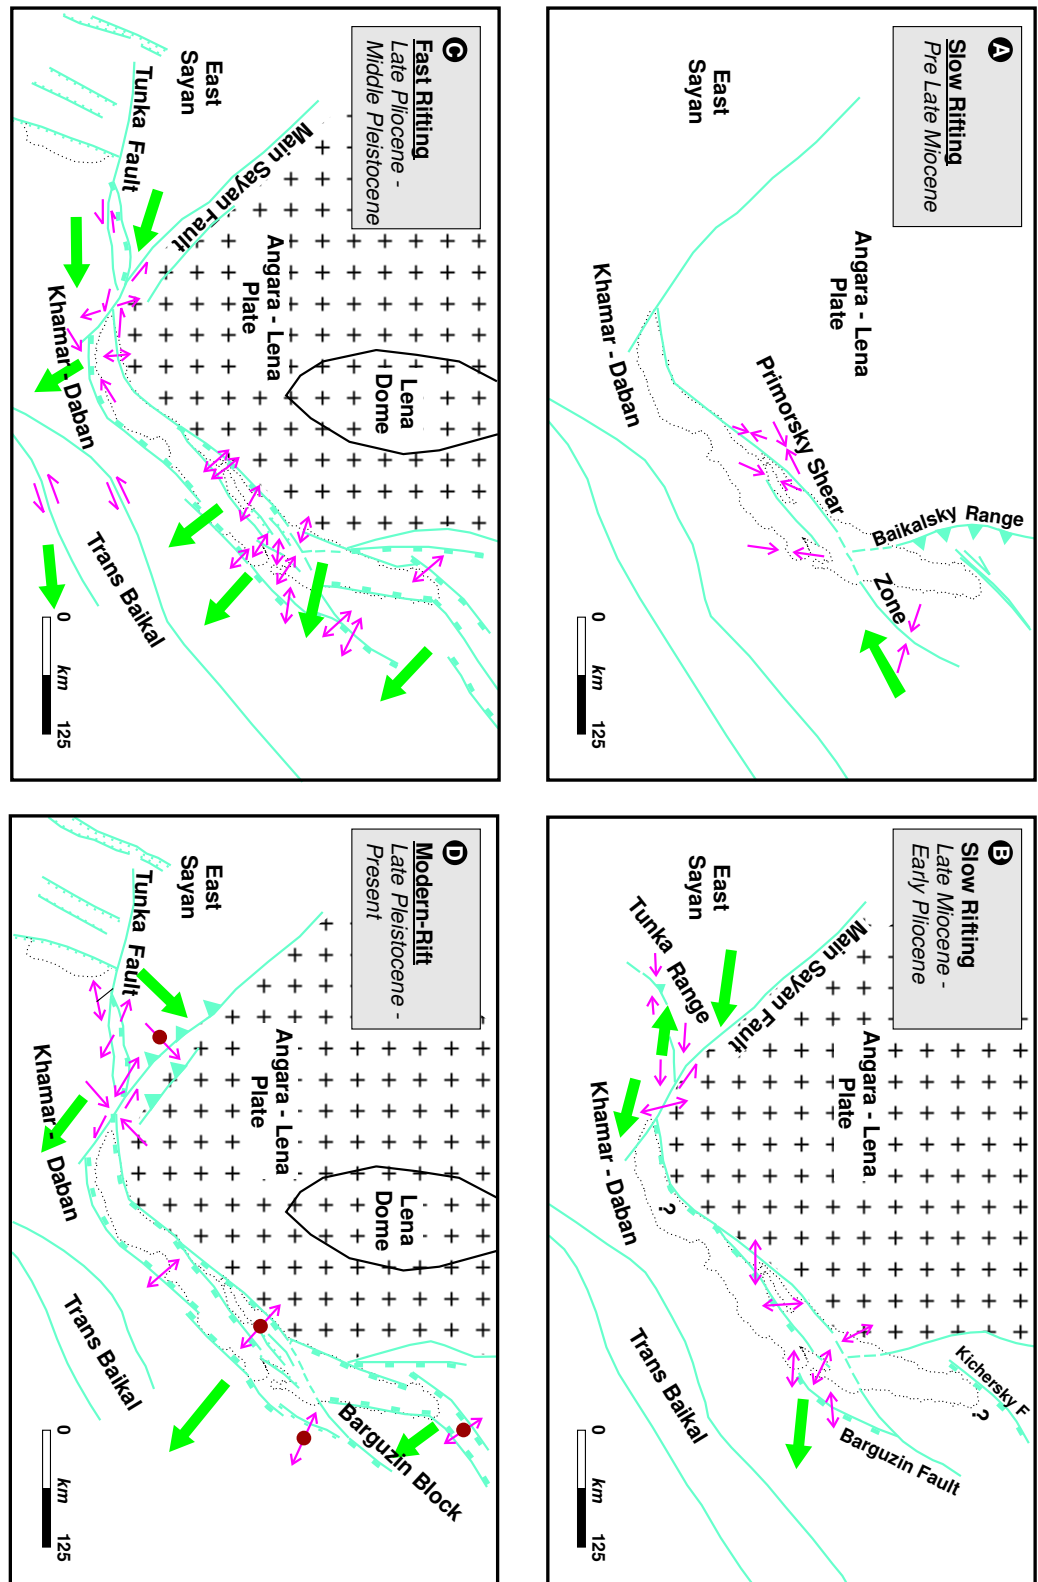 A
Slow Rifting
Pre Late Miocene
East
Sayan
Angara - Lena
Plate
Khamar - Daban
Primorsky Shear
Zone
Baikalsky Range
B
Slow Rifting
Late Miocene -
Early Pliocene
East
Sayan
Tunka Range
Main Sayan Fault
Angara - Lena
Plate
Khamar - Daban
?
Trans Baikal
Kichersky F
?
Barguzin Fault
C
Fast Rifting
Late Pliocene -
Middle Pleistocene
East
Sayan
Tunka Fault
Main Sayan Fault
Angara - Lena
Plate
Lena
Dome
Khamar - Daban
Trans Baikal
0 km 125
0 km 125
D
Modern-Rift
Late Pleistocene -
Present
East
Sayan
Tunka Fault
Angara - Lena
Plate
Lena
Dome
Khamar - Daban
Trans Baikal
Barguzin Block
0 km 125
0 km 125